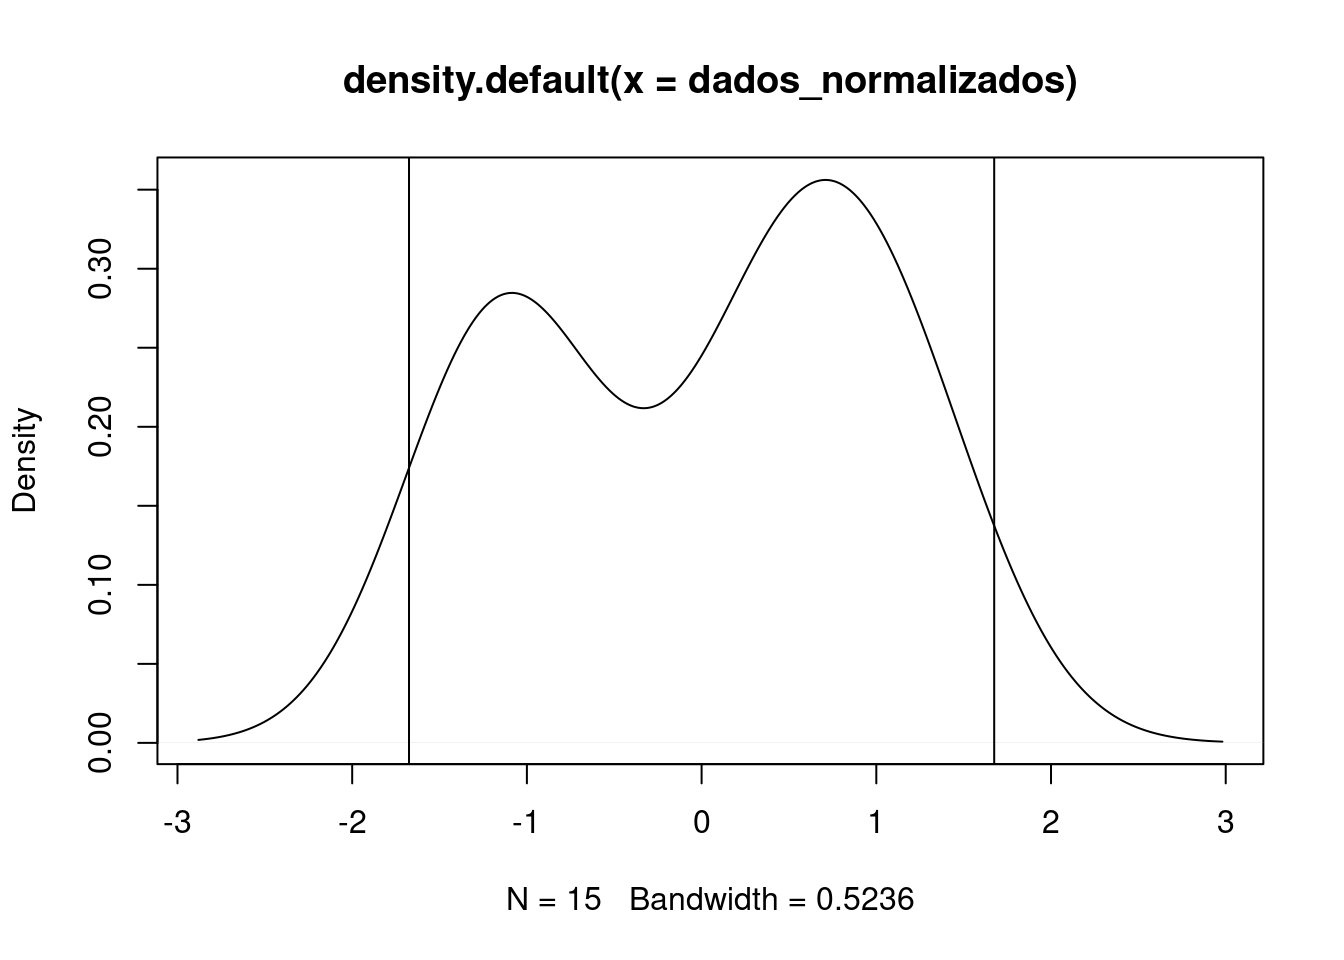 density.default(x = dados_normalizados)
Density
0.30
0.20
0.10
0.00
-3 -2 -1 0 1 2 3
N = 15 Bandwidth = 0.5236